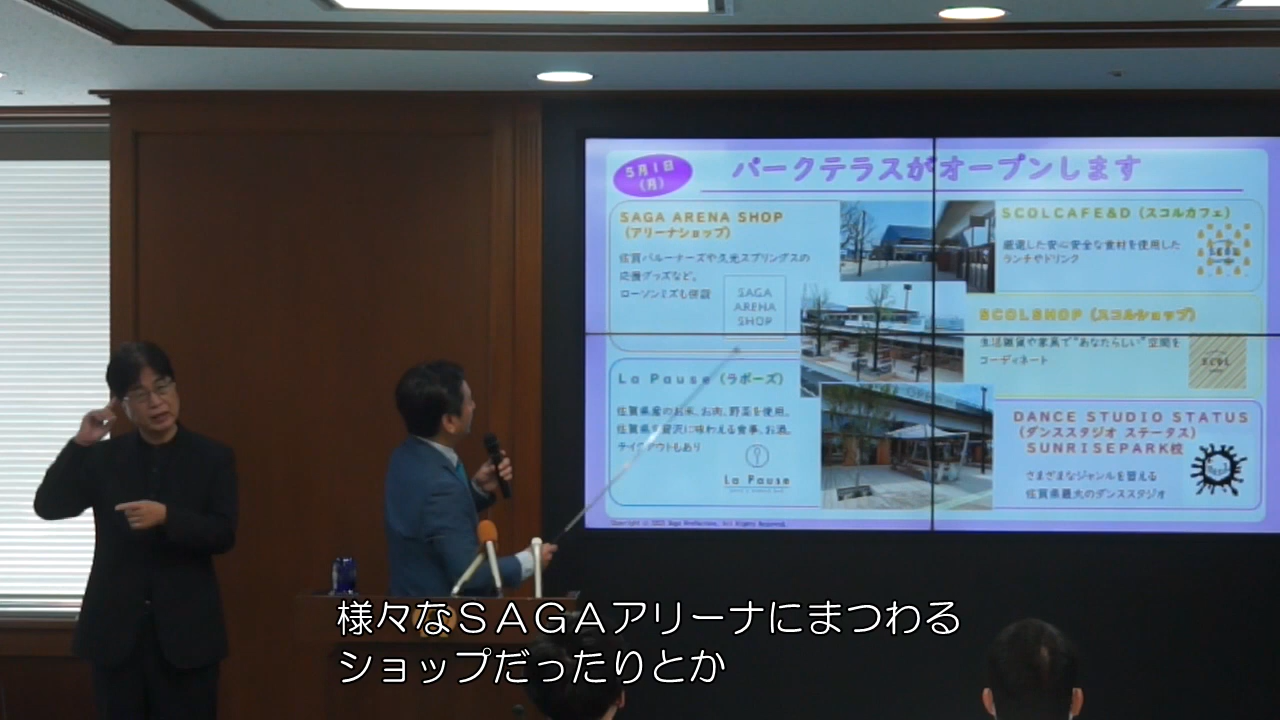 5月1日
(月)
パークテラスがオープンします
SAGA ARENA SHOP
(アリーナショップ)
佐賀バルーナーズや久光スプリングスの
応援グッズなど。
ローソンミズも併設
SAGA
ARENA
SHOP
SCOLCAFE&D(スコルカフェ)
厳選した安心安全な食材を使用した
ランチやドリンク
SCOLSHOP(スコルショップ)
生活雑貨や家具で"あなたらしい"空間を
コーディネート
SCOL
La Pause(ラポーズ)
佐賀県産のお米、お肉、野菜を使用。
佐賀県を贅沢に味わえる食事、お酒。
テイクアウトもあり
La Pause
DANCE STUDIO STATUS
(ダンススタジオ ステータス)
SUNRISEPARK校
さまざまなジャンルを習える
佐賀県最大のダンススタジオ
様々なSAGAアリーナにまつわる
ショップだったりとか